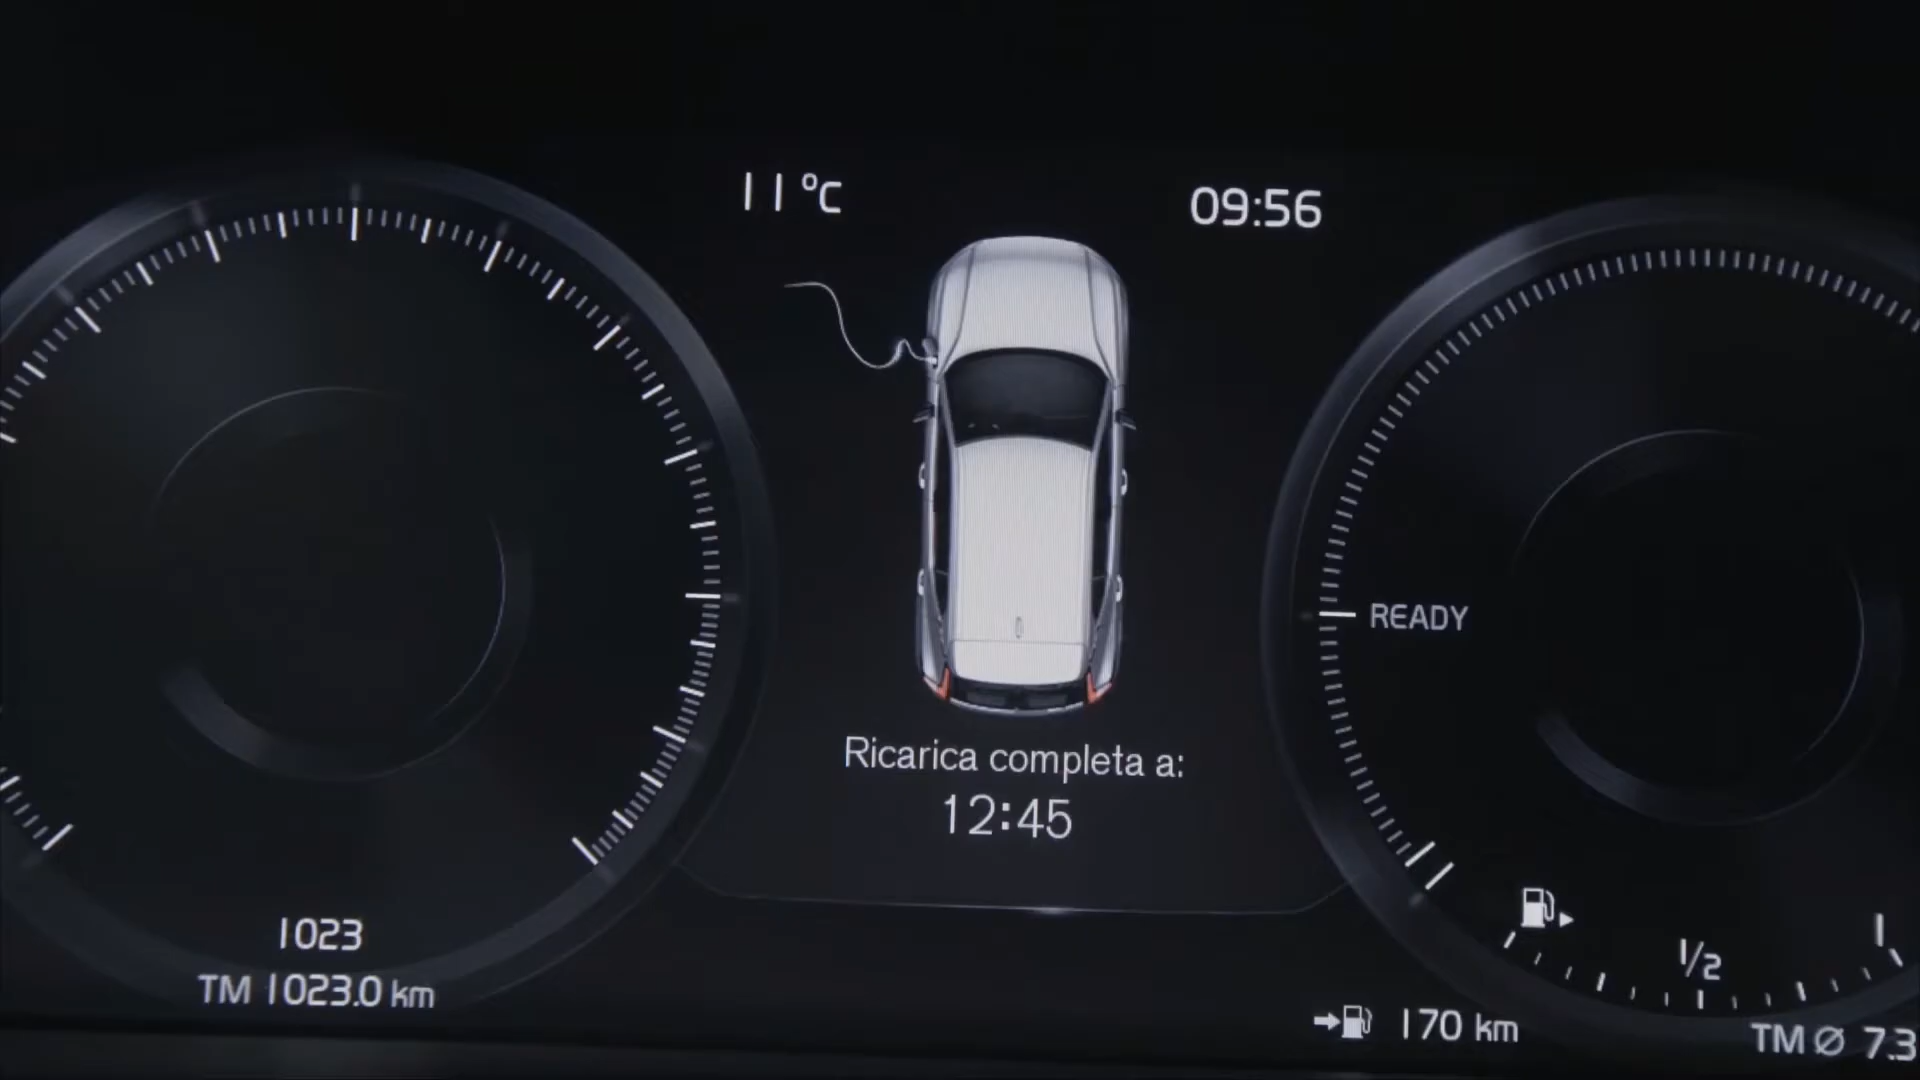 11 °C
09:56
READY
Ricarica completa a:
12:45
1023
TM 1023.0 km
1/2
1
170 km
TM Ø 7.3